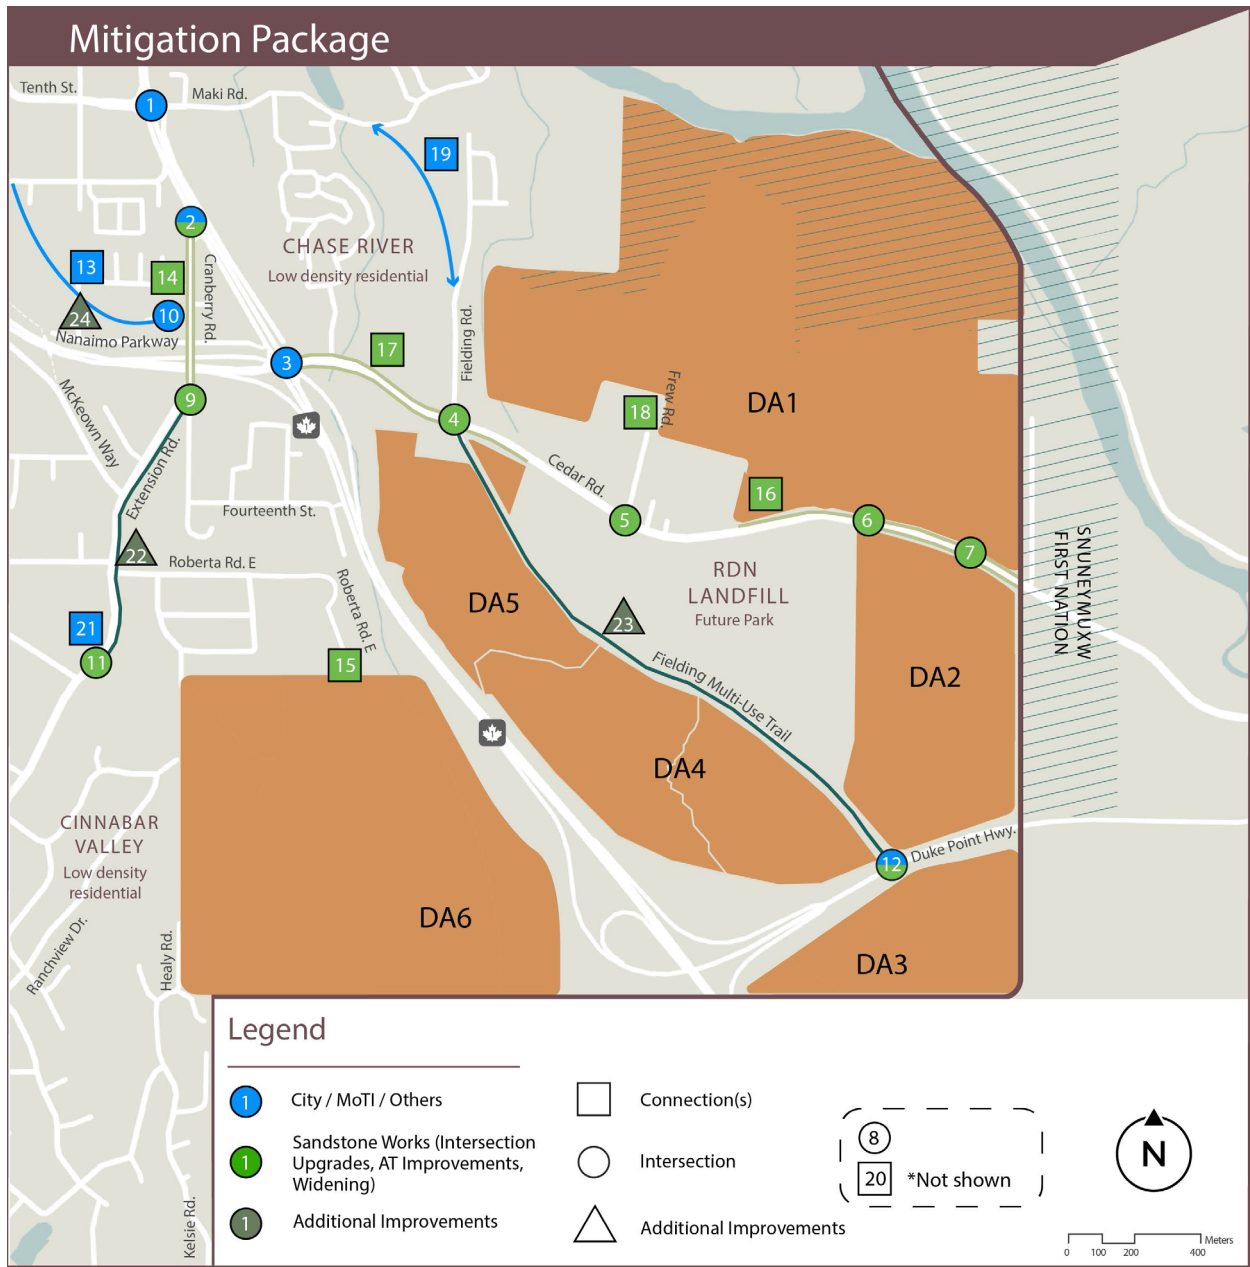 Mitigation Package
Tenth St.
1
Maki Rd.
19
2
CHASE RIVER
Low density residential
13
14
Cranberry Rd.
24
10
Nanaimo Parkway
Fielding Rd.
3
17
McKeown Way
9
1
4
Frew Rd.
18
DA1
Extension Rd.
Cedar Rd.
16
Fourteenth St.
5
6
7
22
Roberta Rd. E
Roberta Rd. E
RDN
LANDFILL
Future Park
SNUNEYMUXW
FIRST NATION
DA5
23
21
11
15
Fielding Multi-Use Trail
DA2
1
DA4
CINNABAR
VALLEY
Low density
residential
Duke Point Hwy.
12
DA6
Ranchview Dr.
Healy Rd.
DA3
Kelsie Rd.
Legend
1
City / MoTI / Others
1
Sandstone Works (Intersection
Upgrades, AT Improvements,
Widening)
1
Additional Improvements
Connection(s)
Intersection
Additional Improvements
8
20 *Not shown
N
Meters
0 100 200 400